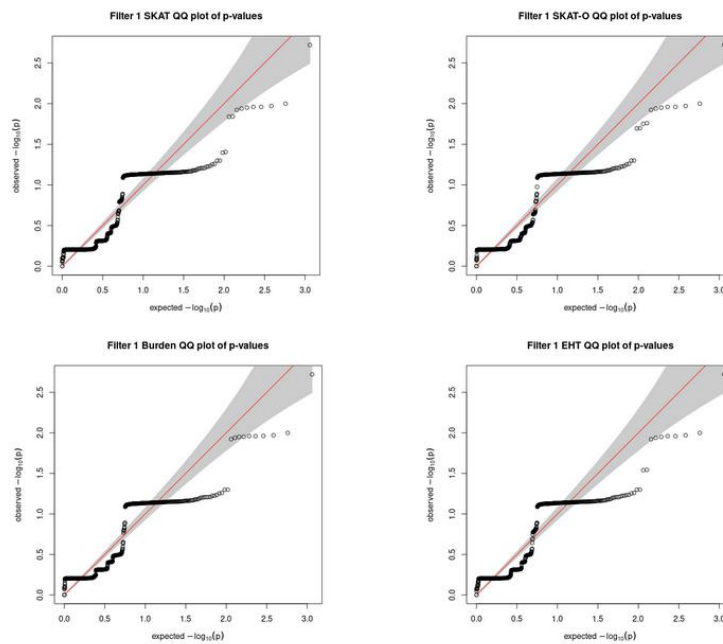 Filter 1 SKAT QQ plot of p-values
observed −log10(p)
0.0 0.5 1.0 1.5 2.0 2.5
0.0 0.5 1.0 1.5 2.0 2.5 3.0
expected −log10(p)
Filter 1 SKAT-O QQ plot of p-values
observed −log10(p)
0.0 0.5 1.0 1.5 2.0 2.5
0.0 0.5 1.0 1.5 2.0 2.5 3.0
expected −log10(p)
Filter 1 Burden QQ plot of p-values
observed −log10(p)
0.0 0.5 1.0 1.5 2.0 2.5
0.0 0.5 1.0 1.5 2.0 2.5 3.0
expected −log10(p)
Filter 1 EHT QQ plot of p-values
observed −log10(p)
0.0 0.5 1.0 1.5 2.0 2.5
0.0 0.5 1.0 1.5 2.0 2.5 3.0
expected −log10(p)